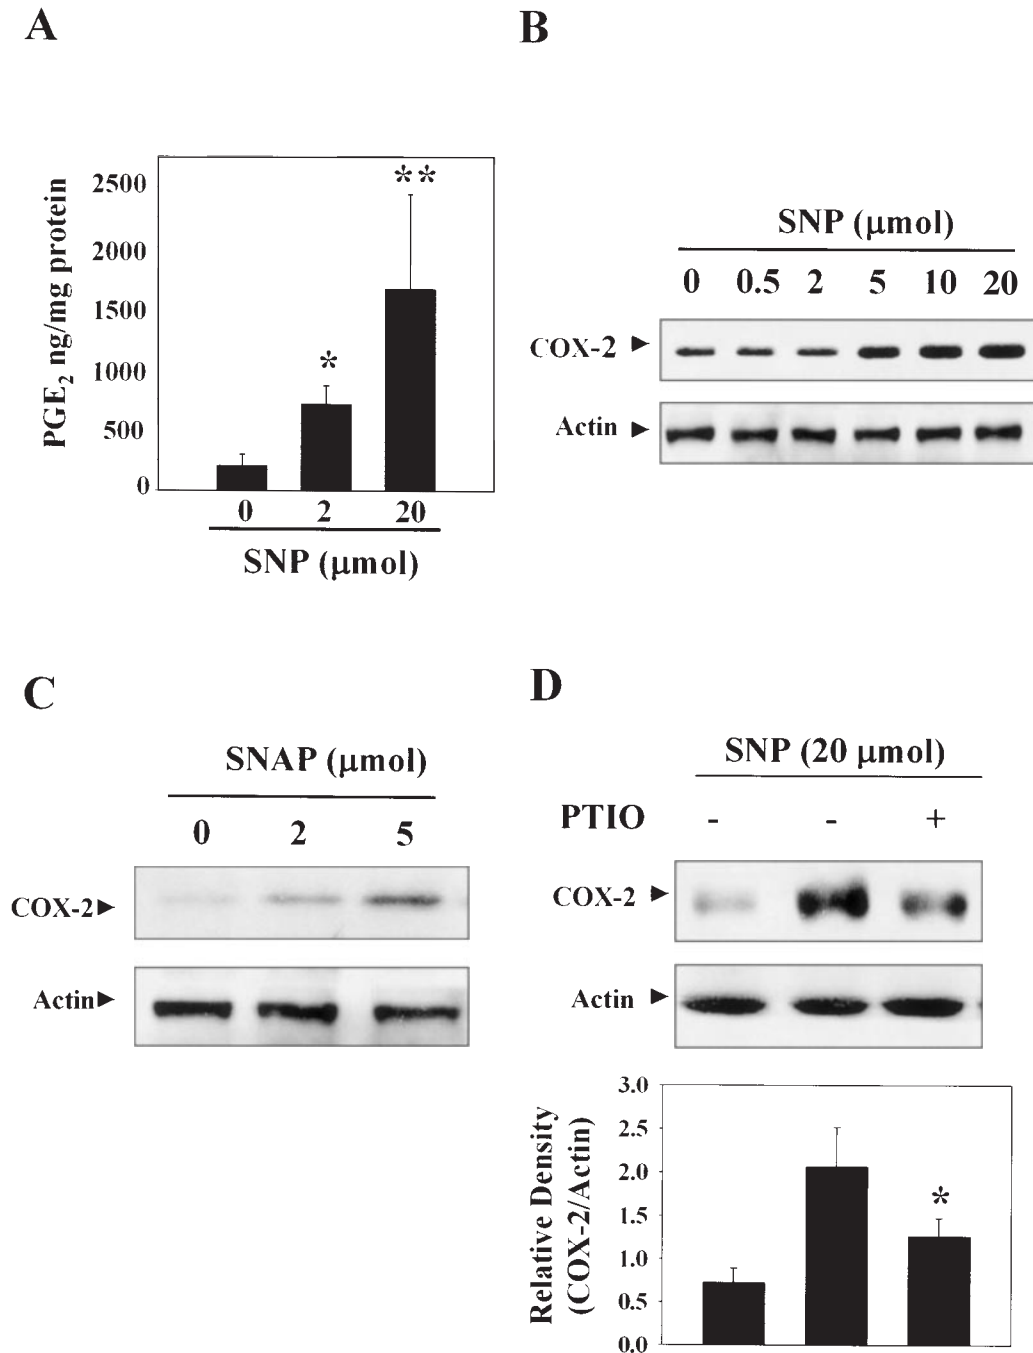 A
PGE2 ng/mg protein
2500
2000
1500
1000
500
0
*
**
0 2 20
SNP (μmol)
B
SNP (μmol)
0 0.5 2 5 10 20
COX-2
Actin
C
SNAP (μmol)
0 2 5
COX-2
Actin
D
SNP (20 μmol)
PTIO - - +
COX-2
Actin
Relative Density
(COX-2/Actin)
3.0
2.5
2.0
1.5
1.0
0.5
0.0
*